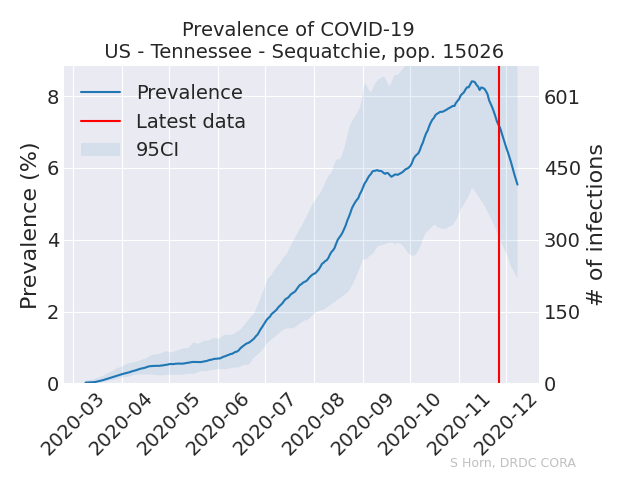 Prevalence of COVID-19
US - Tennessee - Sequatchie, pop. 15026
Prevalence
Latest data
95CI
Prevalence (%)
8
6
4
2
0
601
450
300
150
0
# of infections
2020-03
2020-04
2020-05
2020-06
2020-07
2020-08
2020-09
2020-10
2020-11
2020-12
S Horn, DRDC CORA